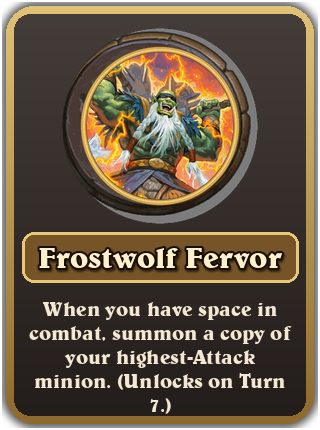 Frostwolf Fervor
When you have space in
combat, summon a copy of
your highest-Attack
minion. (Unlocks on Turn
7.)